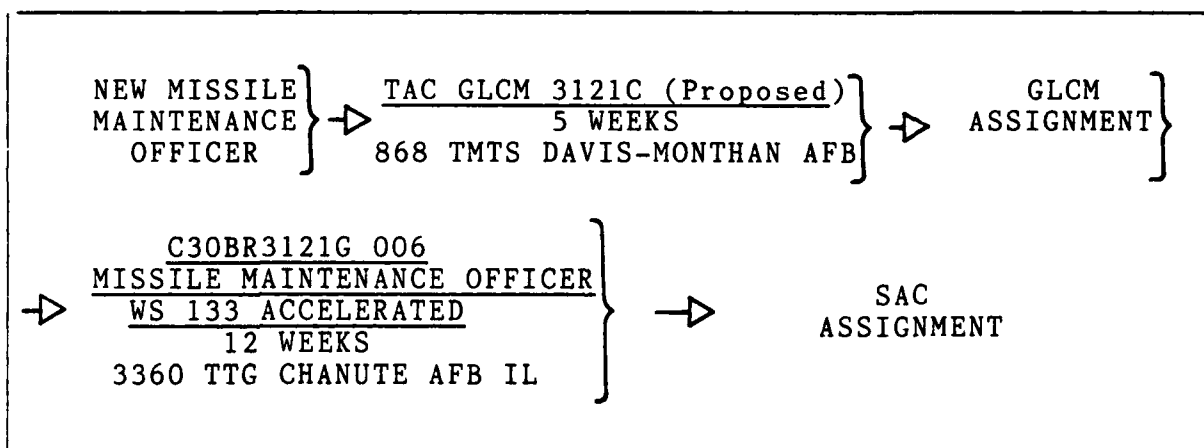 NEW MISSILE
MAINTENANCE
OFFICER
TAC GLCM 3121C (Proposed)
5 WEEKS
868 TMTS DAVIS-MONTHAN AFB
GLCM
ASSIGNMENT
C3OBR3121G 006
MISSILE MAINTENANCE OFFICER
WS 133 ACCELERATED
12 WEEKS
3360 TTG CHANUTE AFB IL
SAC
ASSIGNMENT